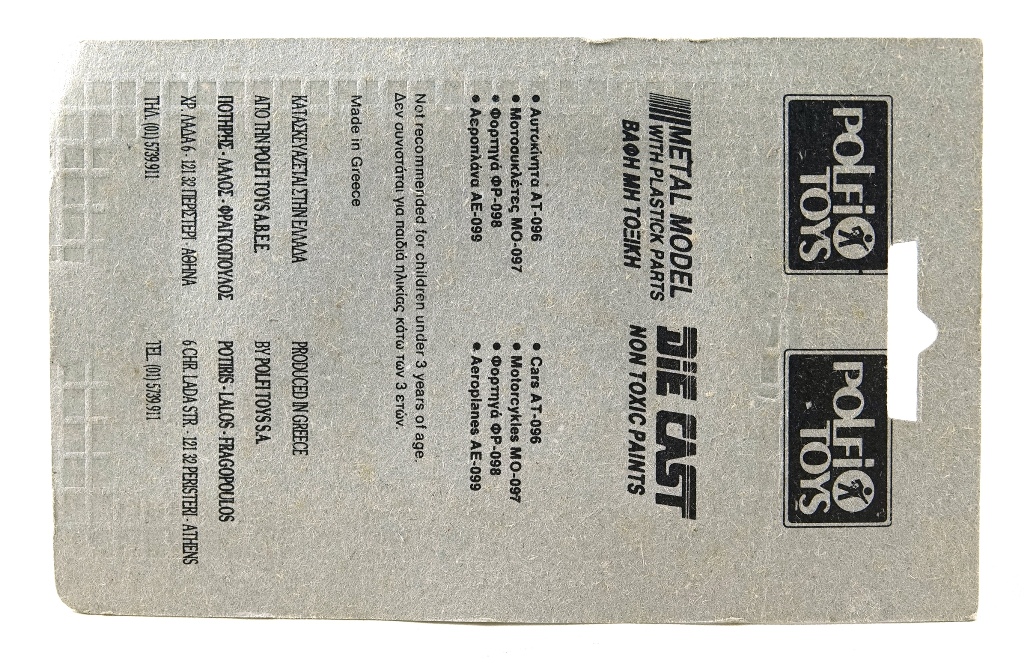 POLFi TOYS
POLFi TOYS
METAL MODEL DIE CAST
WITH PLASTICK PARTS
ΒΑΦΗ ΜΗ ΤΟΞΙΚΗ NON TOXIC PAINTS
• Αυτοκίνητα ΑΤ-096 • Cars AT-096
• Μοτοσυκλέτες ΜΟ-097 • Motorcykles MO-097
• Φορτηγά ΦΡ-098 • Φορτηγά ΦΡ-098
• Αεροπλάνα ΑΕ-099 • Aeroplanes AE-099
Not recommended for children under 3 years of age.
Δεν συνιστάται για παιδιά ηλικίας κάτω των 3 ετών.
Made in Greece
ΚΑΤΑΣΚΕΥΑΖΕΤΑΙ ΣΤΗΝ ΕΛΛΑΔΑ PRODUCED IN GREECE
ΑΠΟ ΤΗΝ POLFI TOYS Α.Β.Ε.Ε. BY POLFI TOYS S.A.
ΠΟΤΗΡΗΣ - ΛΑΛΟΣ - ΦΡΑΓΚΟΠΟΥΛΟΣ POTIRIS - LALOS - FRAGOPOULOS
ΧΡ. ΛΑΔΑ 6 - 121 32 ΠΕΡΙΣΤΕΡΙ - ΑΘΗΝΑ 6 CHR. LADA STR. - 121 32 PERISTERI - ATHENS
ΤΗΛ. (01) 5739.911 TEL. (01) 5739.911